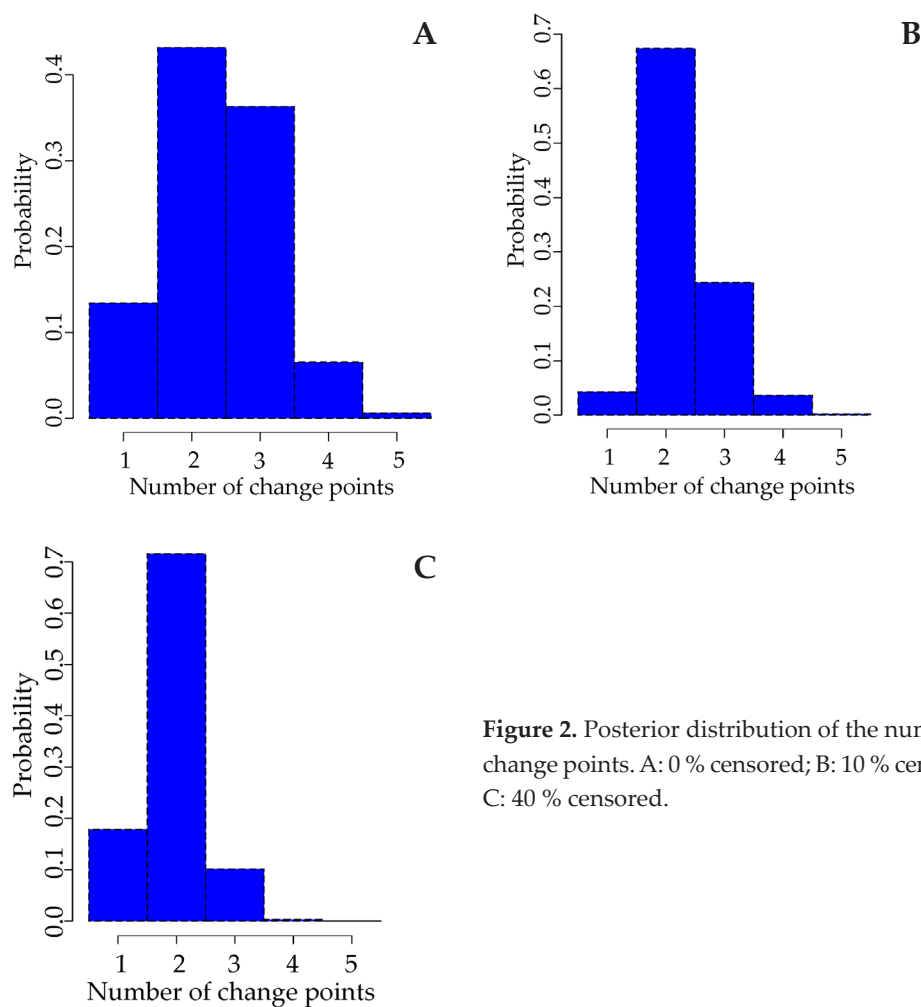 A
Probability
0.0 0.1 0.2 0.3 0.4
1 2 3 4 5
Number of change points
B
Probability
0.0 0.1 0.2 0.3 0.4 0.5 0.6 0.7
1 2 3 4 5
Number of change points
C
Probability
0.0 0.1 0.2 0.3 0.4 0.5 0.6 0.7
1 2 3 4 5
Number of change points
Figure 2. Posterior distribution of the
change points. A: 0 % censored; B: 10 %
C: 40 % censored.